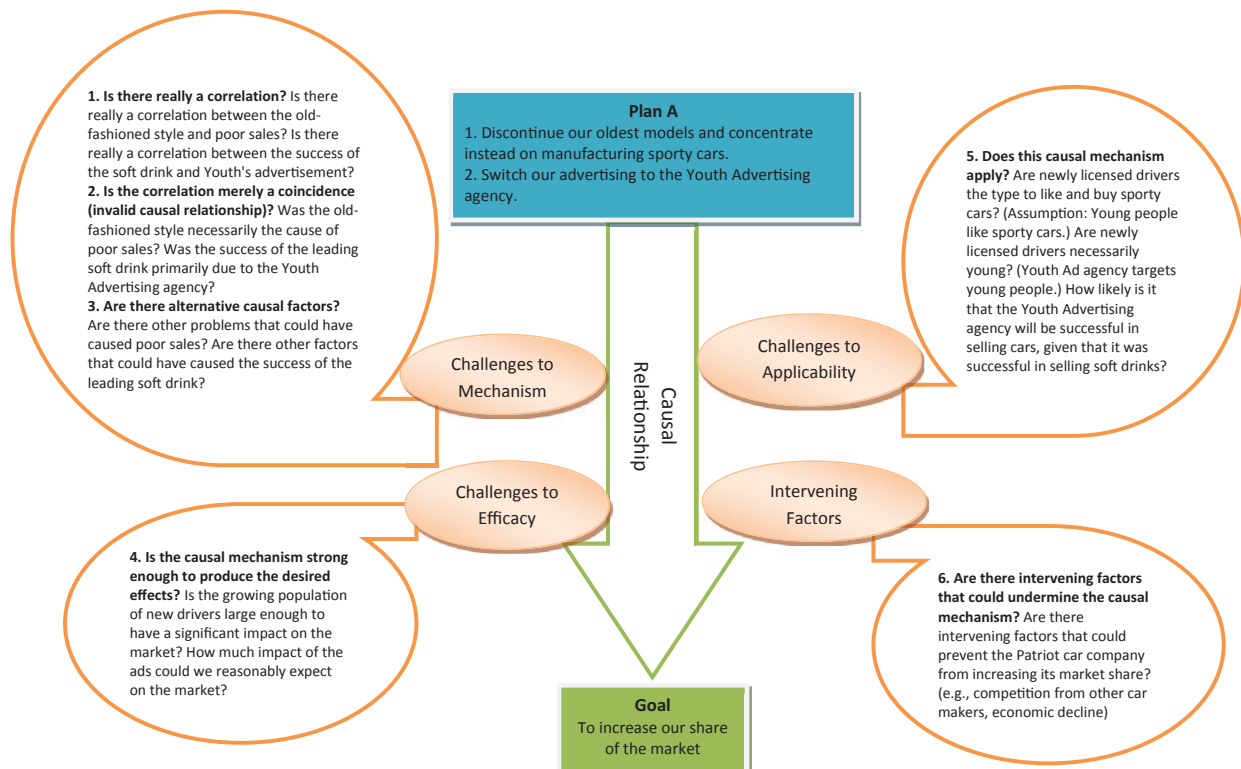 1. Is there really a correlation? Is there
really a correlation between the old-
fashioned style and poor sales? Is there
really a correlation between the success of
the soft drink and Youth's advertisement?
2. Is the correlation merely a coincidence
(invalid causal relationship)? Was the old-
fashioned style necessarily the cause of
poor sales? Was the success of the leading
soft drink primarily due to the Youth
Advertising agency?
3. Are there alternative causal factors?
Are there other problems that could have
caused poor sales? Are there other factors
that could have caused the success of the
leading soft drink?
Plan A
1. Discontinue our oldest models and concentrate
instead on manufacturing sporty cars.
2. Switch our advertising to the Youth Advertising
agency.
5. Does this causal mechanism
apply? Are newly licensed drivers
the type to like and buy sporty
cars? (Assumption: Young people
like sporty cars.) Are newly
licensed drivers necessarily
young? (Youth Ad agency targets
young people.) How likely is it
that the Youth Advertising
agency will be successful in
selling cars, given that it was
successful in selling soft drinks?
Challenges to
Mechanism
Causal
Relationship
Challenges to
Applicability
Challenges to
Efficacy
Intervening
Factors
4. Is the causal mechanism strong
enough to produce the desired
effects? Is the growing population
of new drivers large enough to
have a significant impact on the
market? How much impact of the
ads could we reasonably expect
on the market?
6. Are there intervening factors
that could undermine the causal
mechanism? Are there
intervening factors that could
prevent the Patriot car company
from increasing its market share?
(e.g., competition from other car
makers, economic decline)
Goal
To increase our share
of the market